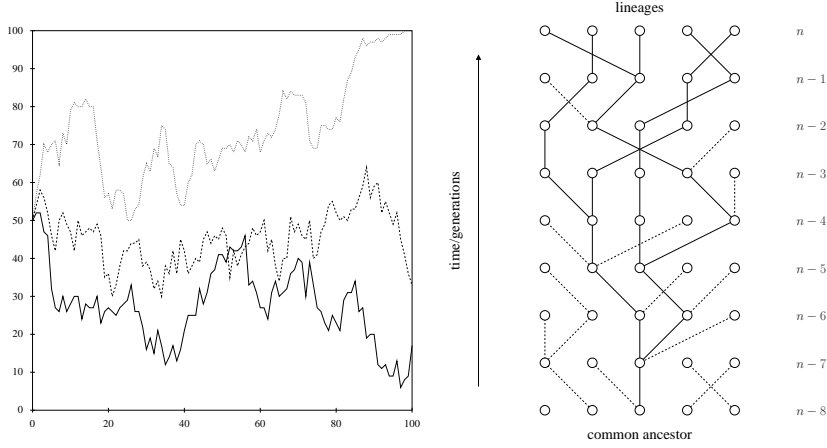 100
90
80
70
60
50
40
30
20
10
0
0 20 40 60 80 100
lineages
n
n − 1
n − 2
n − 3
n − 4
n − 5
n − 6
n − 7
n − 8
time/generations
common ancestor